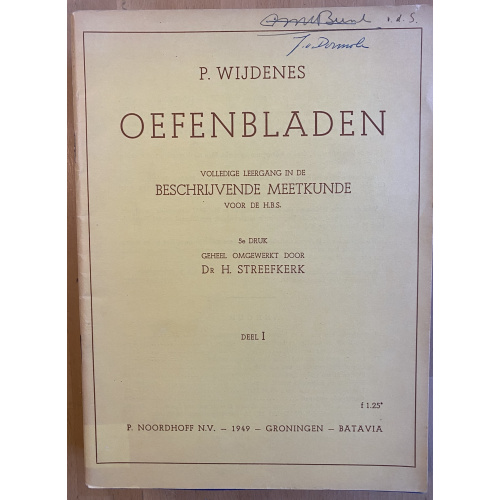 P. WIJDENES
OEFENBLADEN
VOLLEDIGE LEERGANG IN DE
BESCHRIJVENDE MEETKUNDE
VOOR DE H.B.S.
5e DRUK
GEHEEL OMGEWERKT DOOR
DR H. STREEFKERK
DEEL I
f 1.25*
P. NOORDHOFF N.V. — 1949 — GRONINGEN — BATAVIA